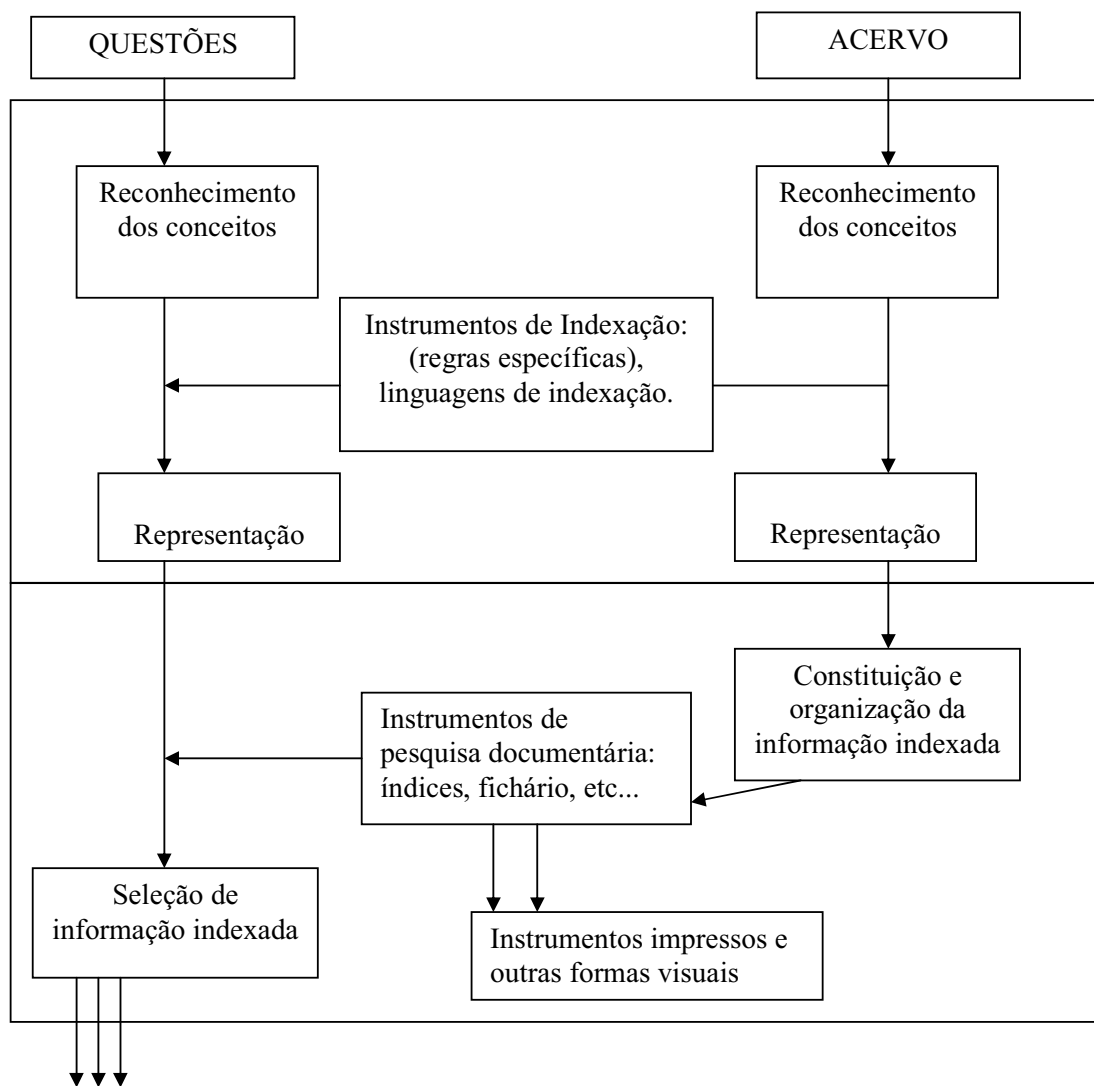 QUESTÕES
ACERVO
Reconhecimento
dos conceitos
Reconhecimento
dos conceitos
Instrumentos de Indexação:
(regras específicas),
linguagens de indexação.
Representação
Representação
Constituição e
organização da
informação indexada
Instrumentos de
pesquisa documentária:
índices, fichário, etc...
Seleção de
informação indexada
Instrumentos impressos e
outras formas visuais